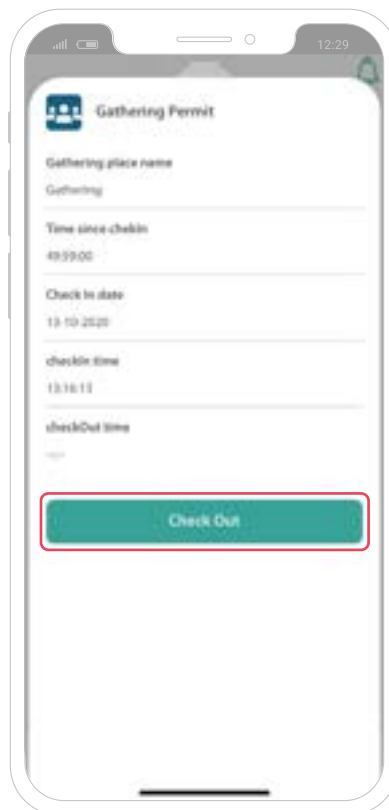 12:29
Gathering Permit
Gathering place name
Gathering
Time since chekin
49:59:00
Check In date
13-10-2020
checkin time
13:16:13
checkOut time
Check Out